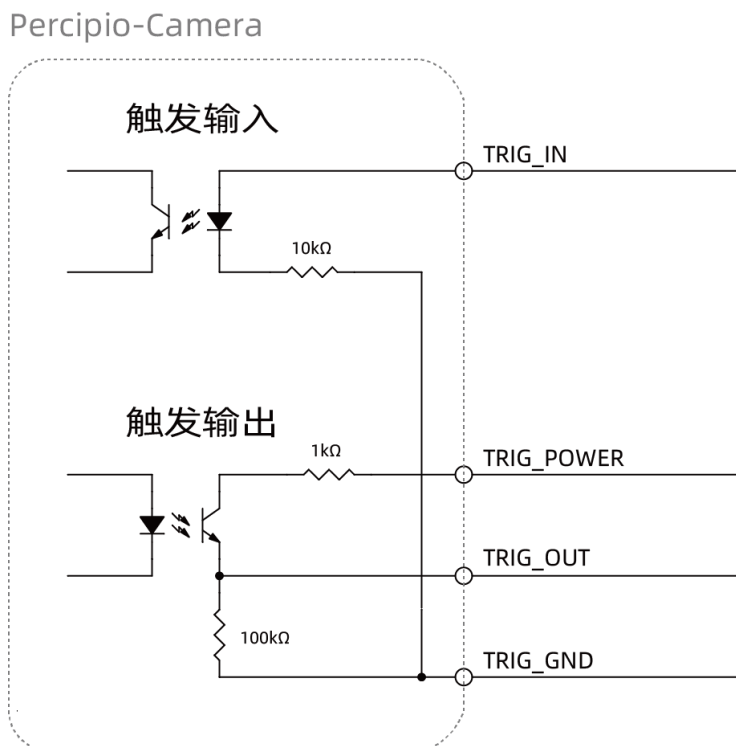 Percipio-Camera
触发输入
TRIG_IN
10kΩ
触发输出
1kΩ
TRIG_POWER
TRIG_OUT
100kΩ
TRIG_GND